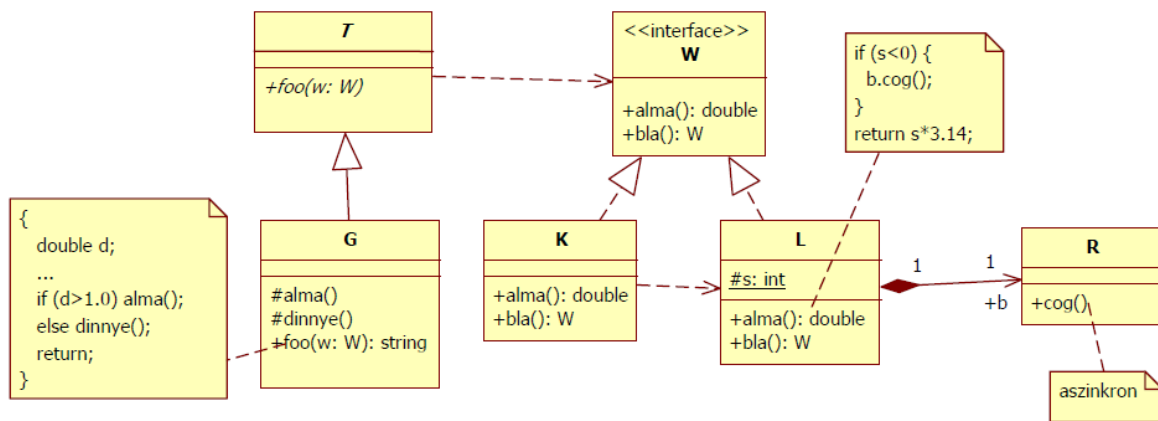 T
+foo(w: W)
<<interface>>
W
+alma(): double
+bla(): W
if (s<0) {
b.cog();
}
return s*3.14;
{
double d;
...
if (d>1.0) alma();
else dinnye();
return;
}
G
#alma()
#dinnye()
+foo(w: W): string
K
+alma(): double
+bla(): W
L
#s: int
+alma(): double
+bla(): W
1
1
+b
R
+cog()
aszinkron